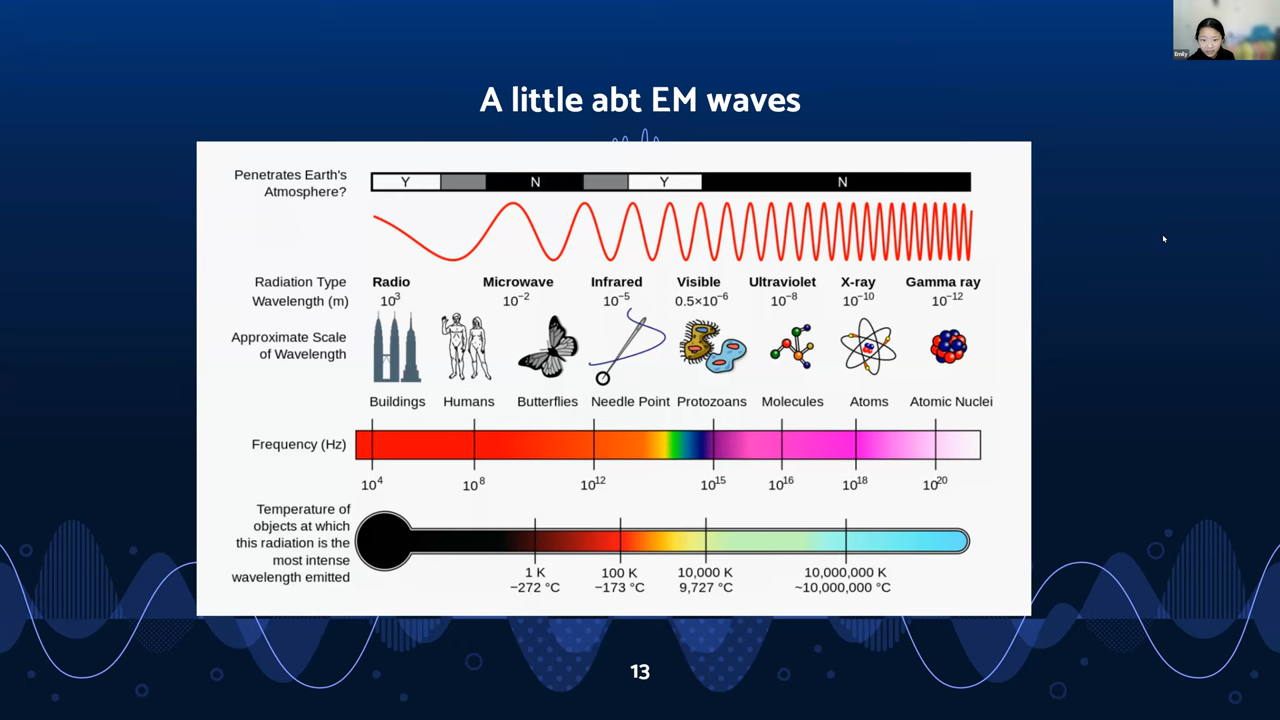 Emily
A little abt EM waves
Penetrates Earth's
Atmosphere?
Y N Y N
Radiation Type Radio Microwave Infrared Visible Ultraviolet X-ray Gamma ray
Wavelength (m) 10³ 10⁻² 10⁻⁵ 0.5×10⁻⁶ 10⁻⁸ 10⁻¹⁰ 10⁻¹²
Approximate Scale
of Wavelength
Buildings Humans Butterflies Needle Point Protozoans Molecules Atoms Atomic Nuclei
Frequency (Hz)
10⁴ 10⁸ 10¹² 10¹⁵ 10¹⁶ 10¹⁸ 10²⁰
Temperature of
objects at which
this radiation is the
most intense
wavelength emitted
1 K 100 K 10,000 K 10,000,000 K
−272 °C −173 °C 9,727 °C ~10,000,000 °C
13